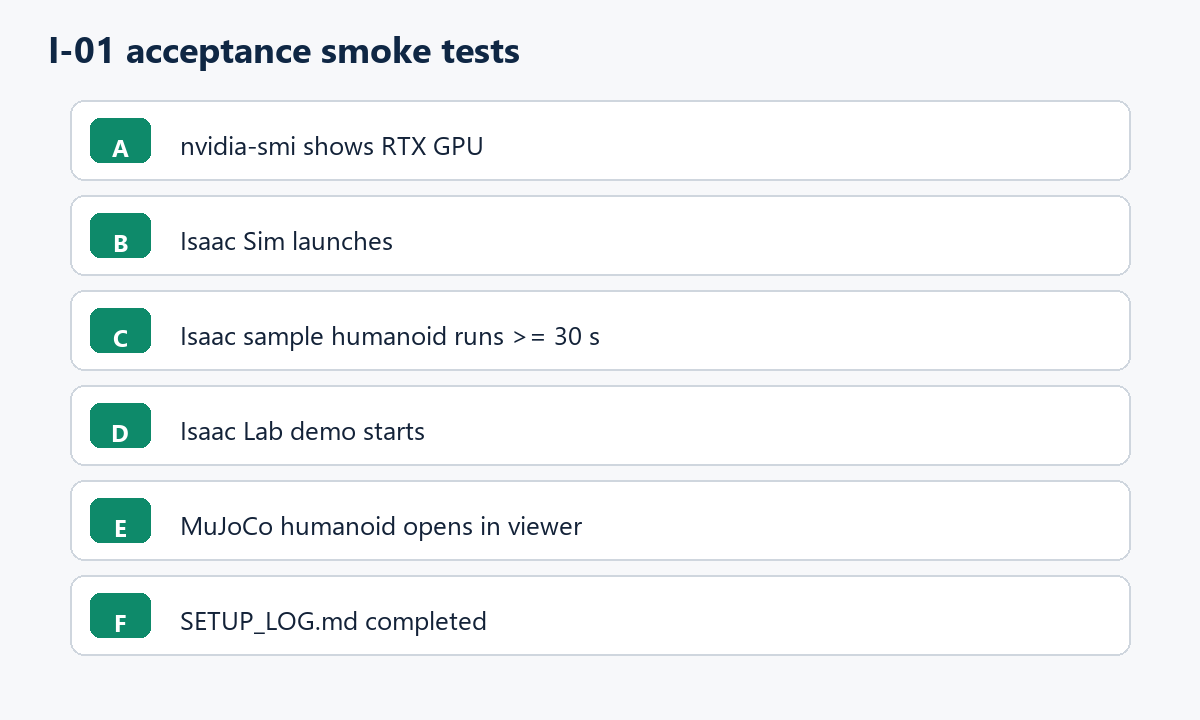 I-01 acceptance smoke tests
A nvidia-smi shows RTX GPU
B Isaac Sim launches
C Isaac sample humanoid runs >= 30 s
D Isaac Lab demo starts
E MuJoCo humanoid opens in viewer
F SETUP_LOG.md completed